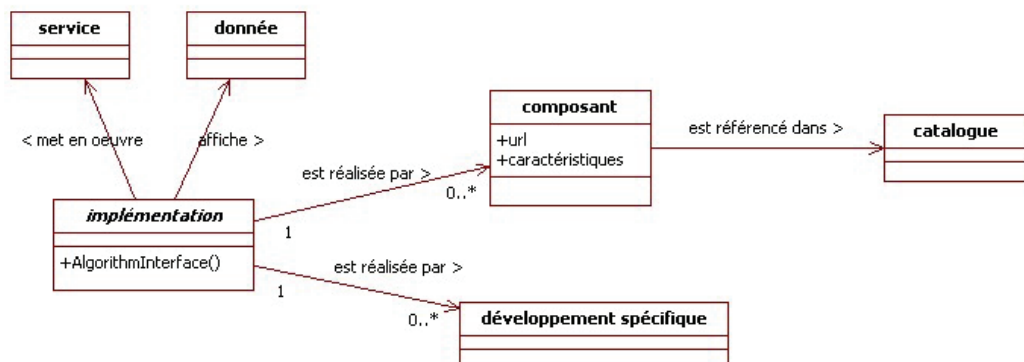 service
donnée
< met en oeuvre
affiche >
composant
+url
+caractéristiques
est référencé dans >
catalogue
est réalisée par >
0..*
1
implémentation
+AlgorithmInterface()
est réalisée par >
1
0..*
développement spécifique